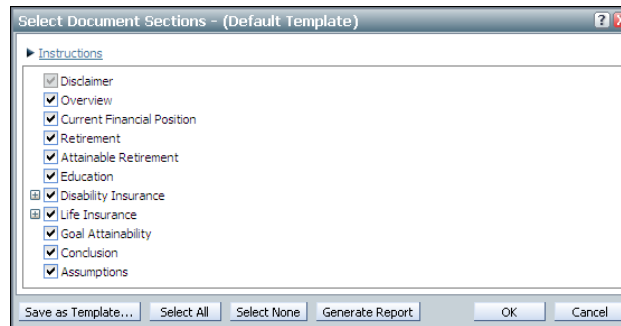 Select Document Sections - (Default Template)
?
Instructions
Disclaimer
Overview
Current Financial Position
Retirement
Attainable Retirement
Education
Disability Insurance
Life Insurance
Goal Attainability
Conclusion
Assumptions
Save as Template... Select All Select None Generate Report OK Cancel